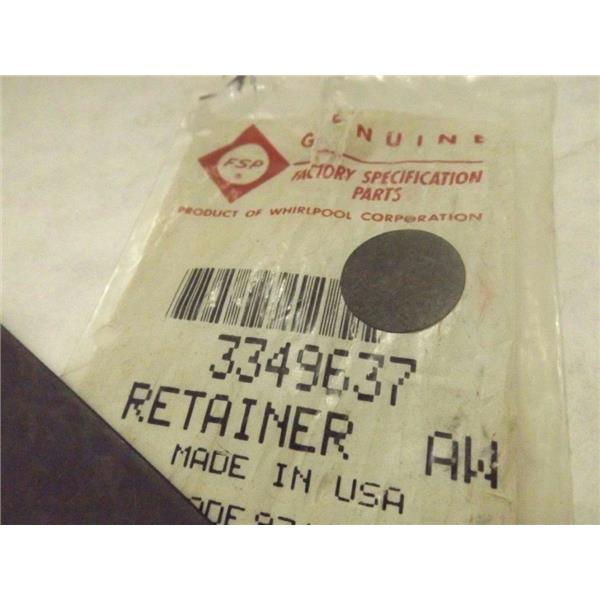 GENUINE
FSP ®
FACTORY SPECIFICATION
PARTS
PRODUCT OF WHIRLPOOL CORPORATION
3349637
RETAINER AW
MADE IN USA